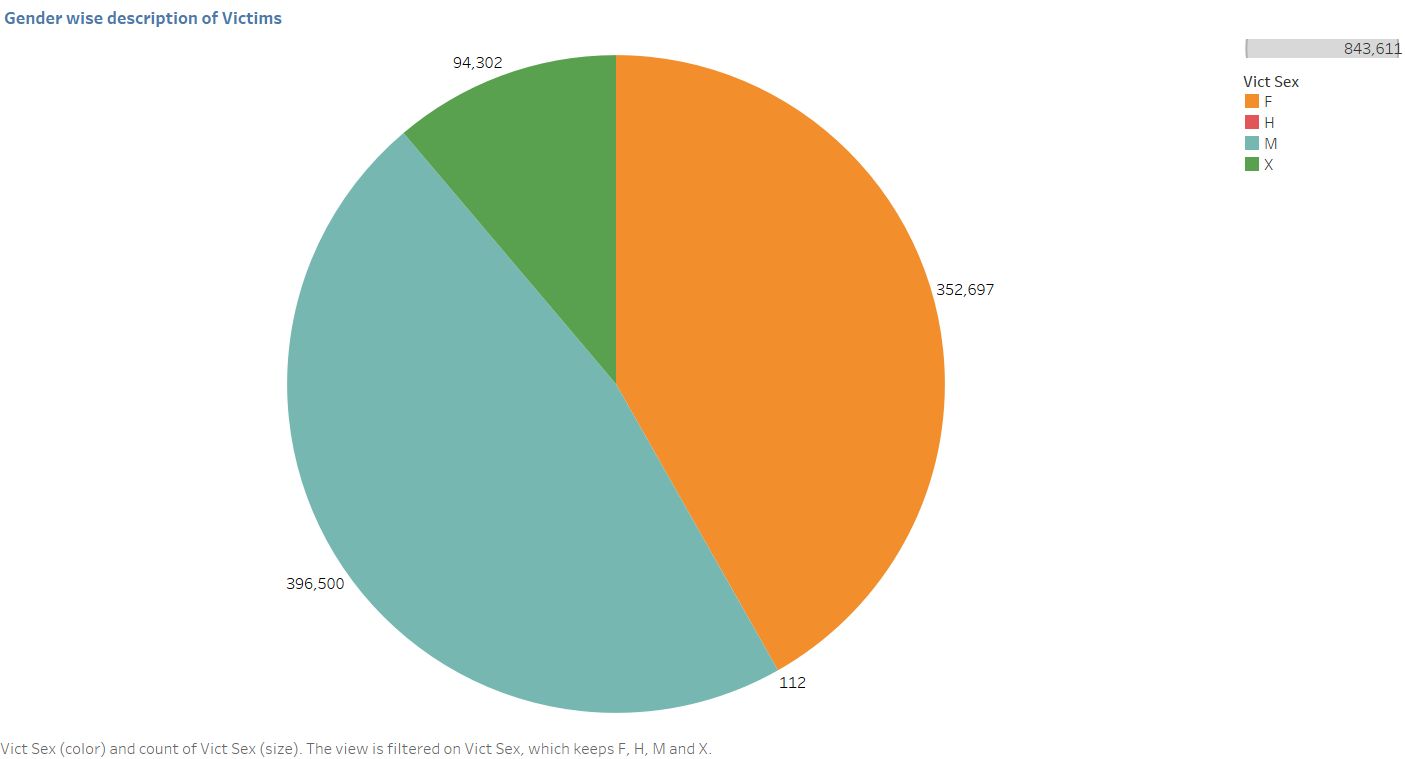 Gender wise description of Victims
843,611
Vict Sex
F
H
M
X
94,302
352,697
396,500
112
Vict Sex (color) and count of Vict Sex (size). The view is filtered on Vict Sex, which keeps F, H, M and X.